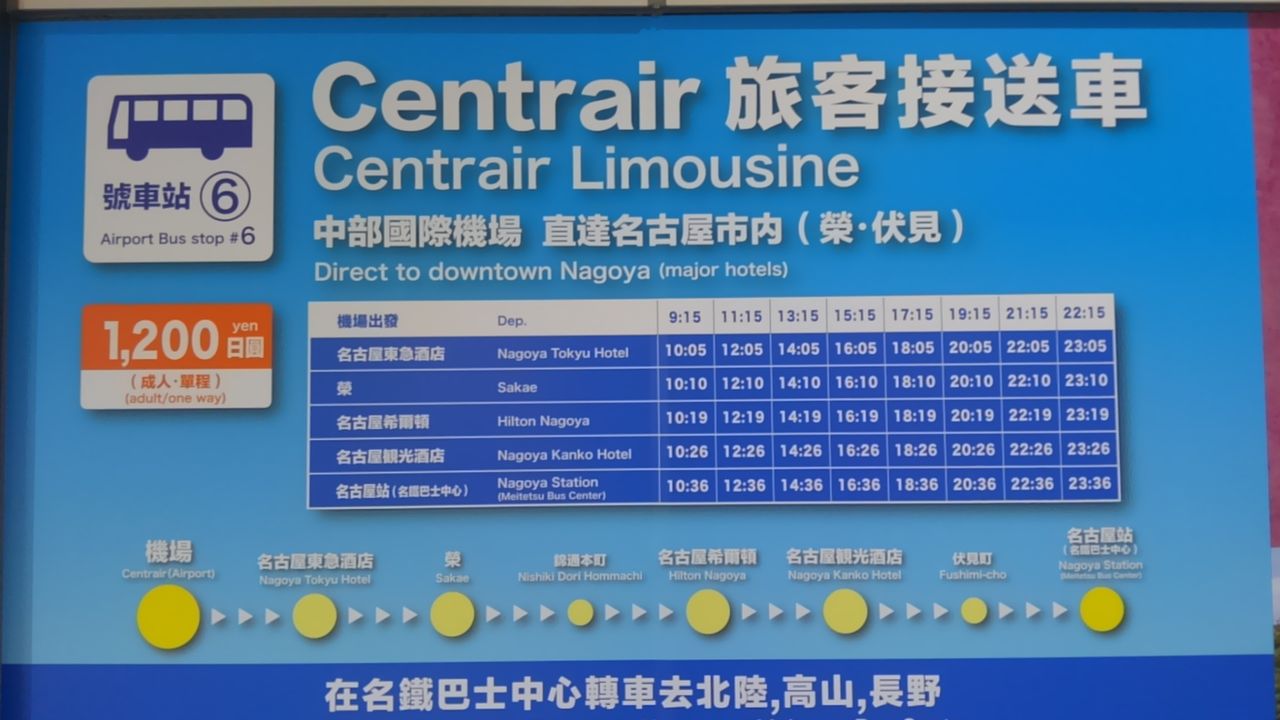 Centrair 旅客接送車
Centrair Limousine
中部國際機場 直達名古屋市内（榮・伏見）
Direct to downtown Nagoya (major hotels)
號車站 ⑥
Airport Bus stop #6
1,200 yen 日圓
（成人・單程）
(adult/one way)
機場出發 Dep. 9:15 11:15 13:15 15:15 17:15 19:15 21:15 22:15
名古屋東急酒店 Nagoya Tokyu Hotel 10:05 12:05 14:05 16:05 18:05 20:05 22:05 23:05
榮 Sakae 10:10 12:10 14:10 16:10 18:10 20:10 22:10 23:10
名古屋希爾頓 Hilton Nagoya 10:19 12:19 14:19 16:19 18:19 20:19 22:19 23:19
名古屋観光酒店 Nagoya Kanko Hotel 10:26 12:26 14:26 16:26 18:26 20:26 22:26 23:26
名古屋站（名鐵巴士中心） Nagoya Station (Meitetsu Bus Center) 10:36 12:36 14:36 16:36 18:36 20:36 22:36 23:36
機場
Centrair (Airport)
名古屋東急酒店
Nagoya Tokyu Hotel
榮
Sakae
錦通本町
Nishiki Dori Hommachi
名古屋希爾頓
Hilton Nagoya
名古屋観光酒店
Nagoya Kanko Hotel
伏見町
Fushimi-cho
名古屋站
（名鐵巴士中心）
Nagoya Station
(Meitetsu Bus Center)
在名鐵巴士中心轉車去北陸,高山,長野